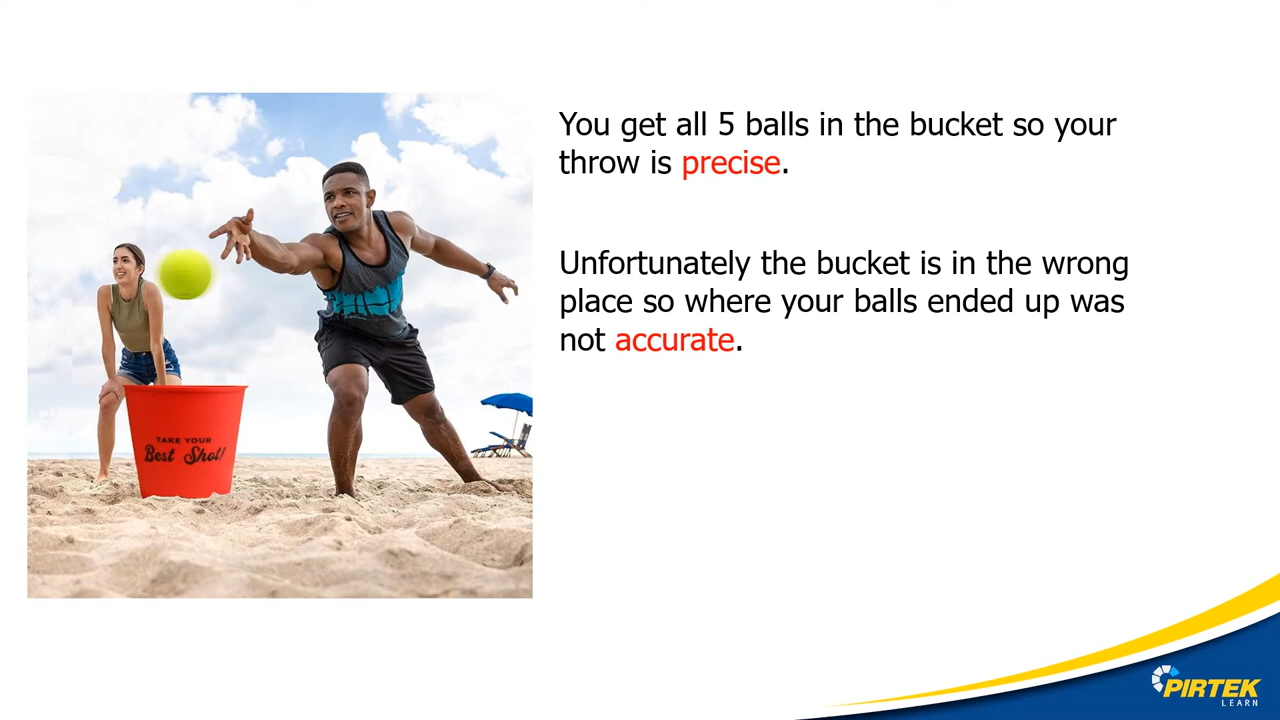 You get all 5 balls in the bucket so your
throw is precise.
Unfortunately the bucket is in the wrong
place so where your balls ended up was
not accurate.
TAKE YOUR
Best Shot!
PIRTEK
LEARN